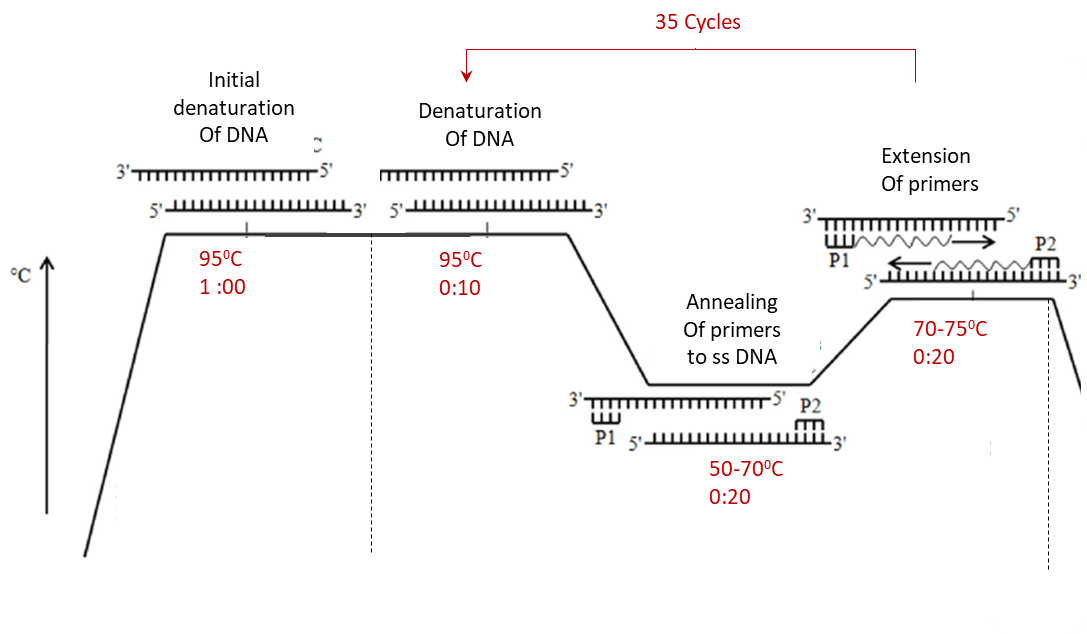 35 Cycles
Initial
denaturation
Of DNA
Denaturation
Of DNA
3' 5'
5' 3'
5'
5' 3'
95⁰C
1 :00
95⁰C
0:10
⁰C
Extension
Of primers
3' 5'
P1
P2
5' 3'
70-75⁰C
0:20
Annealing
Of primers
to ss DNA
3' 5'
P1
P2
5' 3'
50-70⁰C
0:20